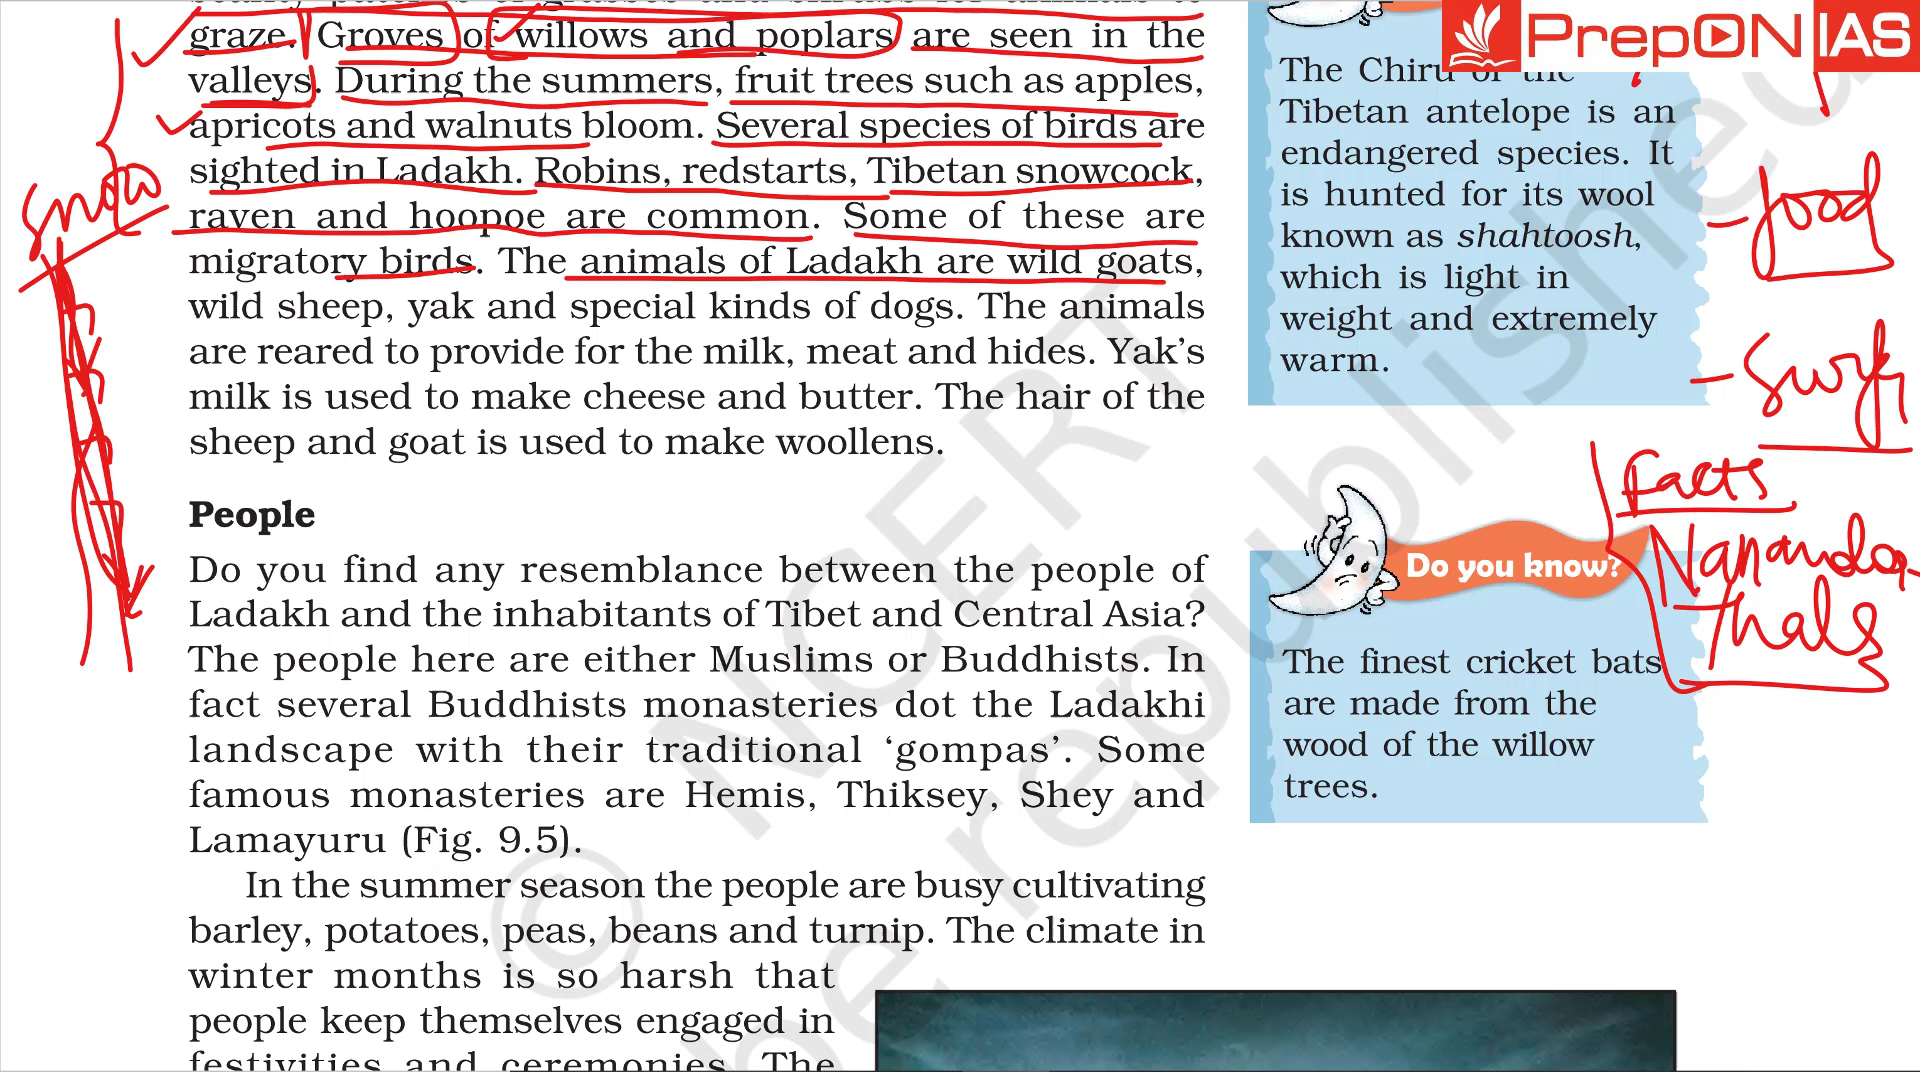 graze. Groves of willows and poplars are seen in the
valleys. During the summers, fruit trees such as apples,
apricots and walnuts bloom. Several species of birds are
sighted in Ladakh. Robins, redstarts, Tibetan snowcock,
raven and hoopoe are common. Some of these are
migratory birds. The animals of Ladakh are wild goats,
wild sheep, yak and special kinds of dogs. The animals
are reared to provide for the milk, meat and hides. Yak’s
milk is used to make cheese and butter. The hair of the
sheep and goat is used to make woollens.
People
Do you find any resemblance between the people of
Ladakh and the inhabitants of Tibet and Central Asia?
The people here are either Muslims or Buddhists. In
fact several Buddhists monasteries dot the Ladakhi
landscape with their traditional ‘gompas’. Some
famous monasteries are Hemis, Thiksey, Shey and
Lamayuru (Fig. 9.5).
In the summer season the people are busy cultivating
barley, potatoes, peas, beans and turnip. The climate in
winter months is so harsh that
people keep themselves engaged in
festivities and ceremonies. The
snow
PrepON IAS
The Chiru or the
Tibetan antelope is an
endangered species. It
is hunted for its wool
known as shahtoosh,
which is light in
weight and extremely
warm.
food
Facts
Do you know?
The finest cricket bats
are made from the
wood of the willow
trees.
© NCERT
be republished